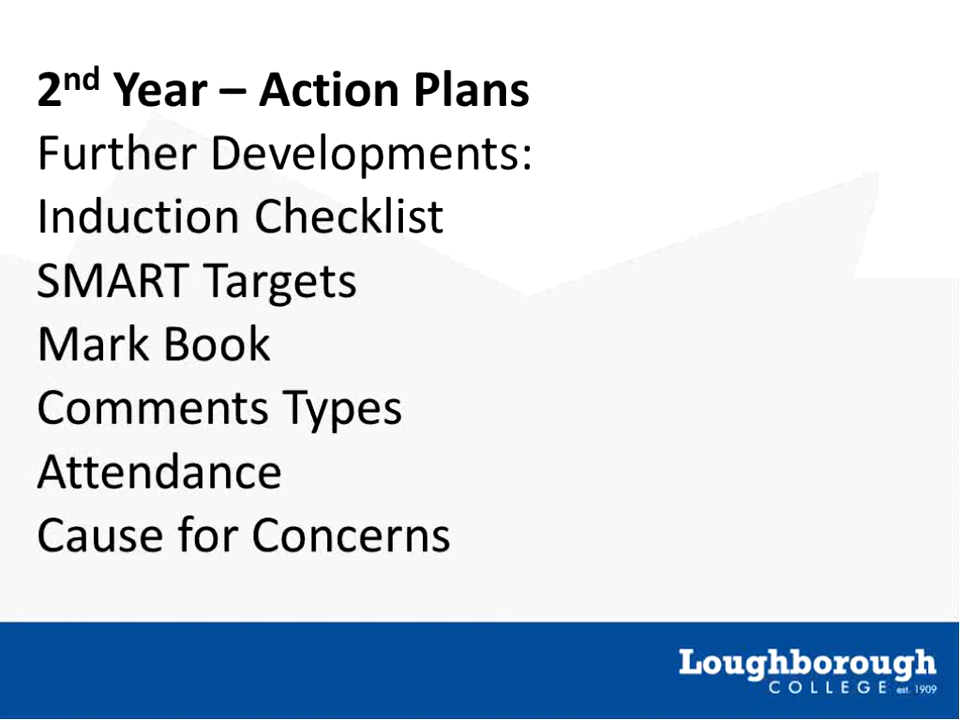 2nd Year – Action Plans
Further Developments:
Induction Checklist
SMART Targets
Mark Book
Comments Types
Attendance
Cause for Concerns
Loughborough
COLLEGE est. 1909